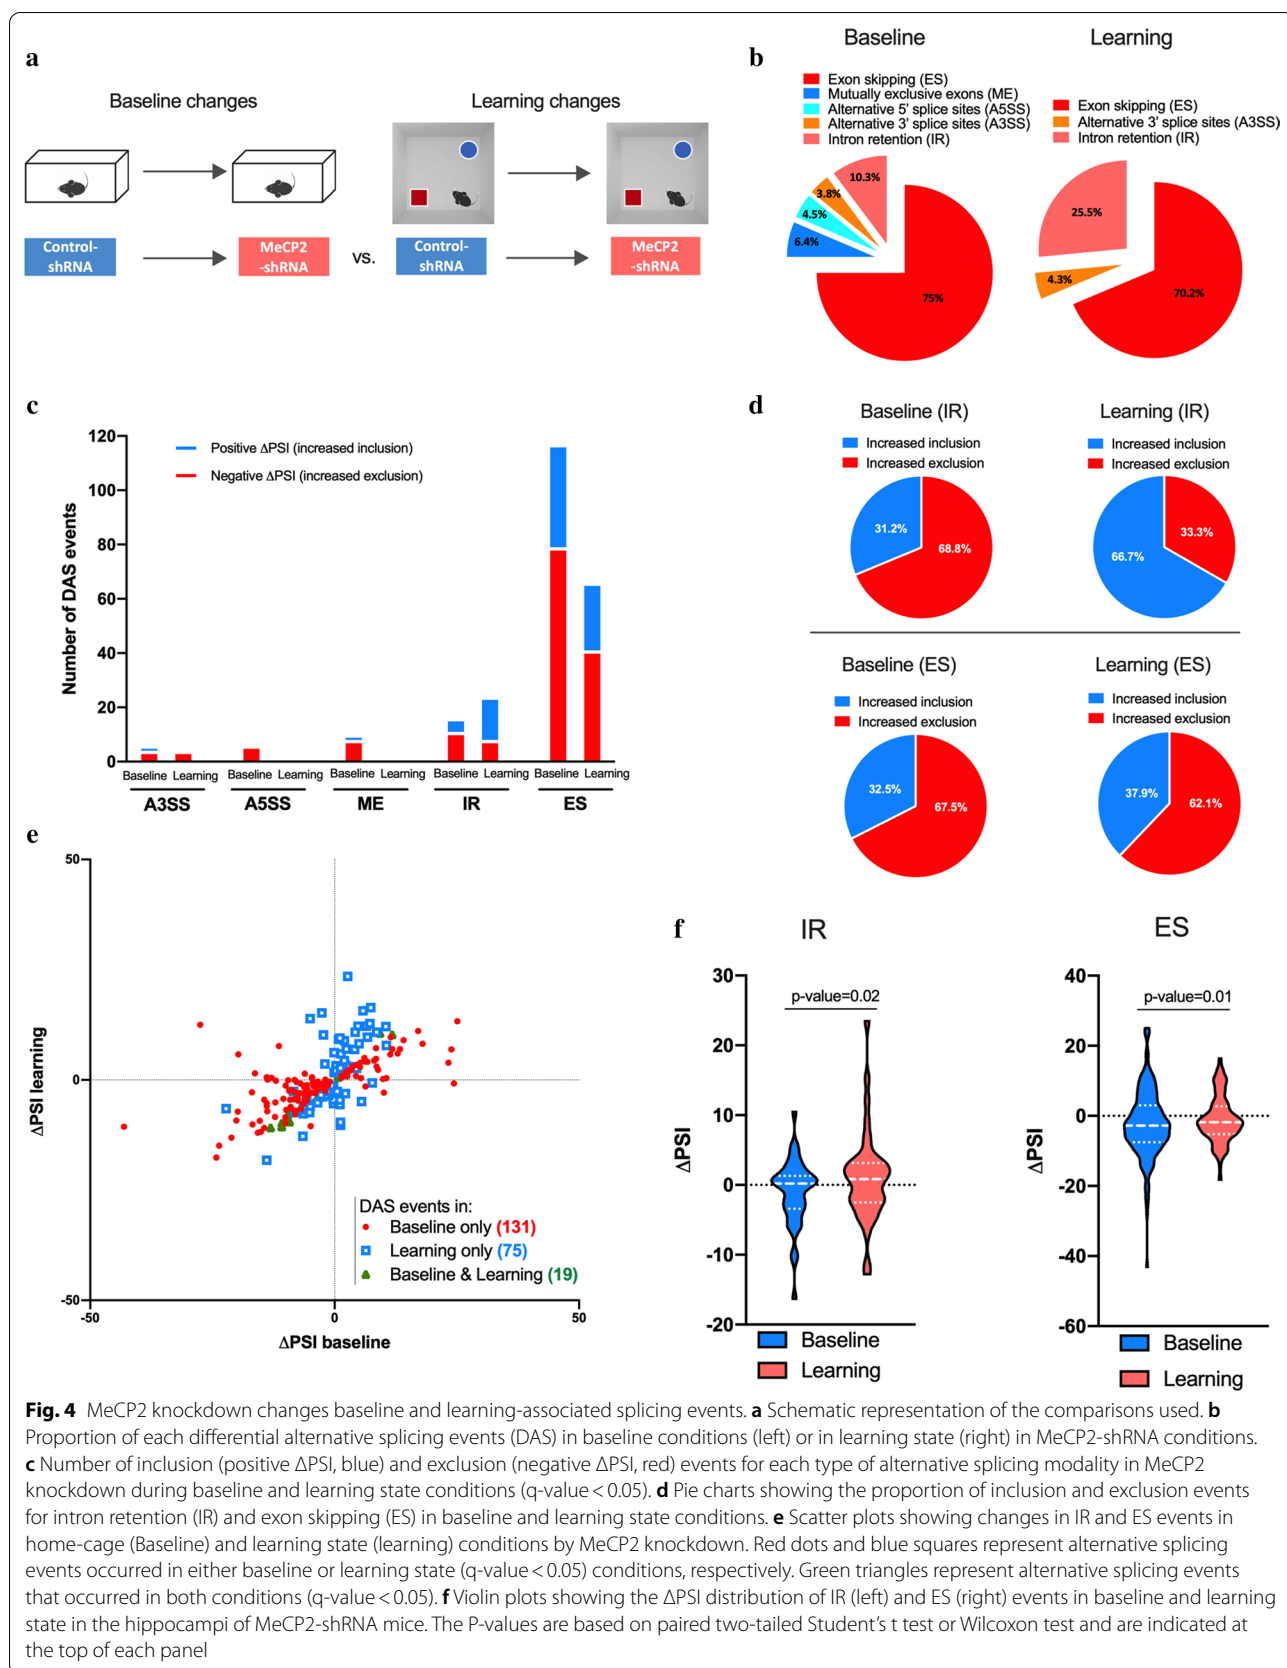 a
Baseline changes
Learning changes
Control-
shRNA
MeCP2
-shRNA
vs.
Control-
shRNA
MeCP2
-shRNA
b
Baseline
Learning
Exon skipping (ES)
Mutually exclusive exons (ME)
Alternative 5' splice sites (A5SS)
Alternative 3' splice sites (A3SS)
Intron retention (IR)
10.3%
3.8%
4.5%
6.4%
75%
Exon skipping (ES)
Alternative 3' splice sites (A3SS)
Intron retention (IR)
25.5%
4.3%
70.2%
c
Number of DAS events
120
100
80
60
40
20
0
Positive ΔPSI (increased inclusion)
Negative ΔPSI (increased exclusion)
Baseline Learning Baseline Learning Baseline Learning Baseline Learning Baseline Learning
A3SS A5SS ME IR ES
d
Baseline (IR)
Increased inclusion
Increased exclusion
31.2%
68.8%
Learning (IR)
Increased inclusion
Increased exclusion
33.3%
66.7%
Baseline (ES)
Increased inclusion
Increased exclusion
32.5%
67.5%
Learning (ES)
Increased inclusion
Increased exclusion
37.9%
62.1%
e
50
0
-50
ΔPSI learning
-50 0 50
ΔPSI baseline
DAS events in:
Baseline only (131)
Learning only (75)
Baseline & Learning (19)
f
IR
30
20
10
0
-10
-20
ΔPSI
p-value=0.02
Baseline
Learning
ES
40
20
0
-20
-40
-60
ΔPSI
p-value=0.01
Baseline
Learning
Fig. 4 MeCP2 knockdown changes baseline and learning-associated splicing events. a Schematic representation of the comparisons used. b
Proportion of each differential alternative splicing events (DAS) in baseline conditions (left) or in learning state (right) in MeCP2-shRNA conditions.
c Number of inclusion (positive ΔPSI, blue) and exclusion (negative ΔPSI, red) events for each type of alternative splicing modality in MeCP2
knockdown during baseline and learning state conditions (q-value < 0.05). d Pie charts showing the proportion of inclusion and exclusion events
for intron retention (IR) and exon skipping (ES) in baseline and learning state conditions. e Scatter plots showing changes in IR and ES events in
home-cage (Baseline) and learning state (learning) conditions by MeCP2 knockdown. Red dots and blue squares represent alternative splicing
events occurred in either baseline or learning state (q-value < 0.05) conditions, respectively. Green triangles represent alternative splicing events
that occurred in both conditions (q-value < 0.05). f Violin plots showing the ΔPSI distribution of IR (left) and ES (right) events in baseline and learning
state in the hippocampi of MeCP2-shRNA mice. The P-values are based on paired two-tailed Student's t test or Wilcoxon test and are indicated at
the top of each panel